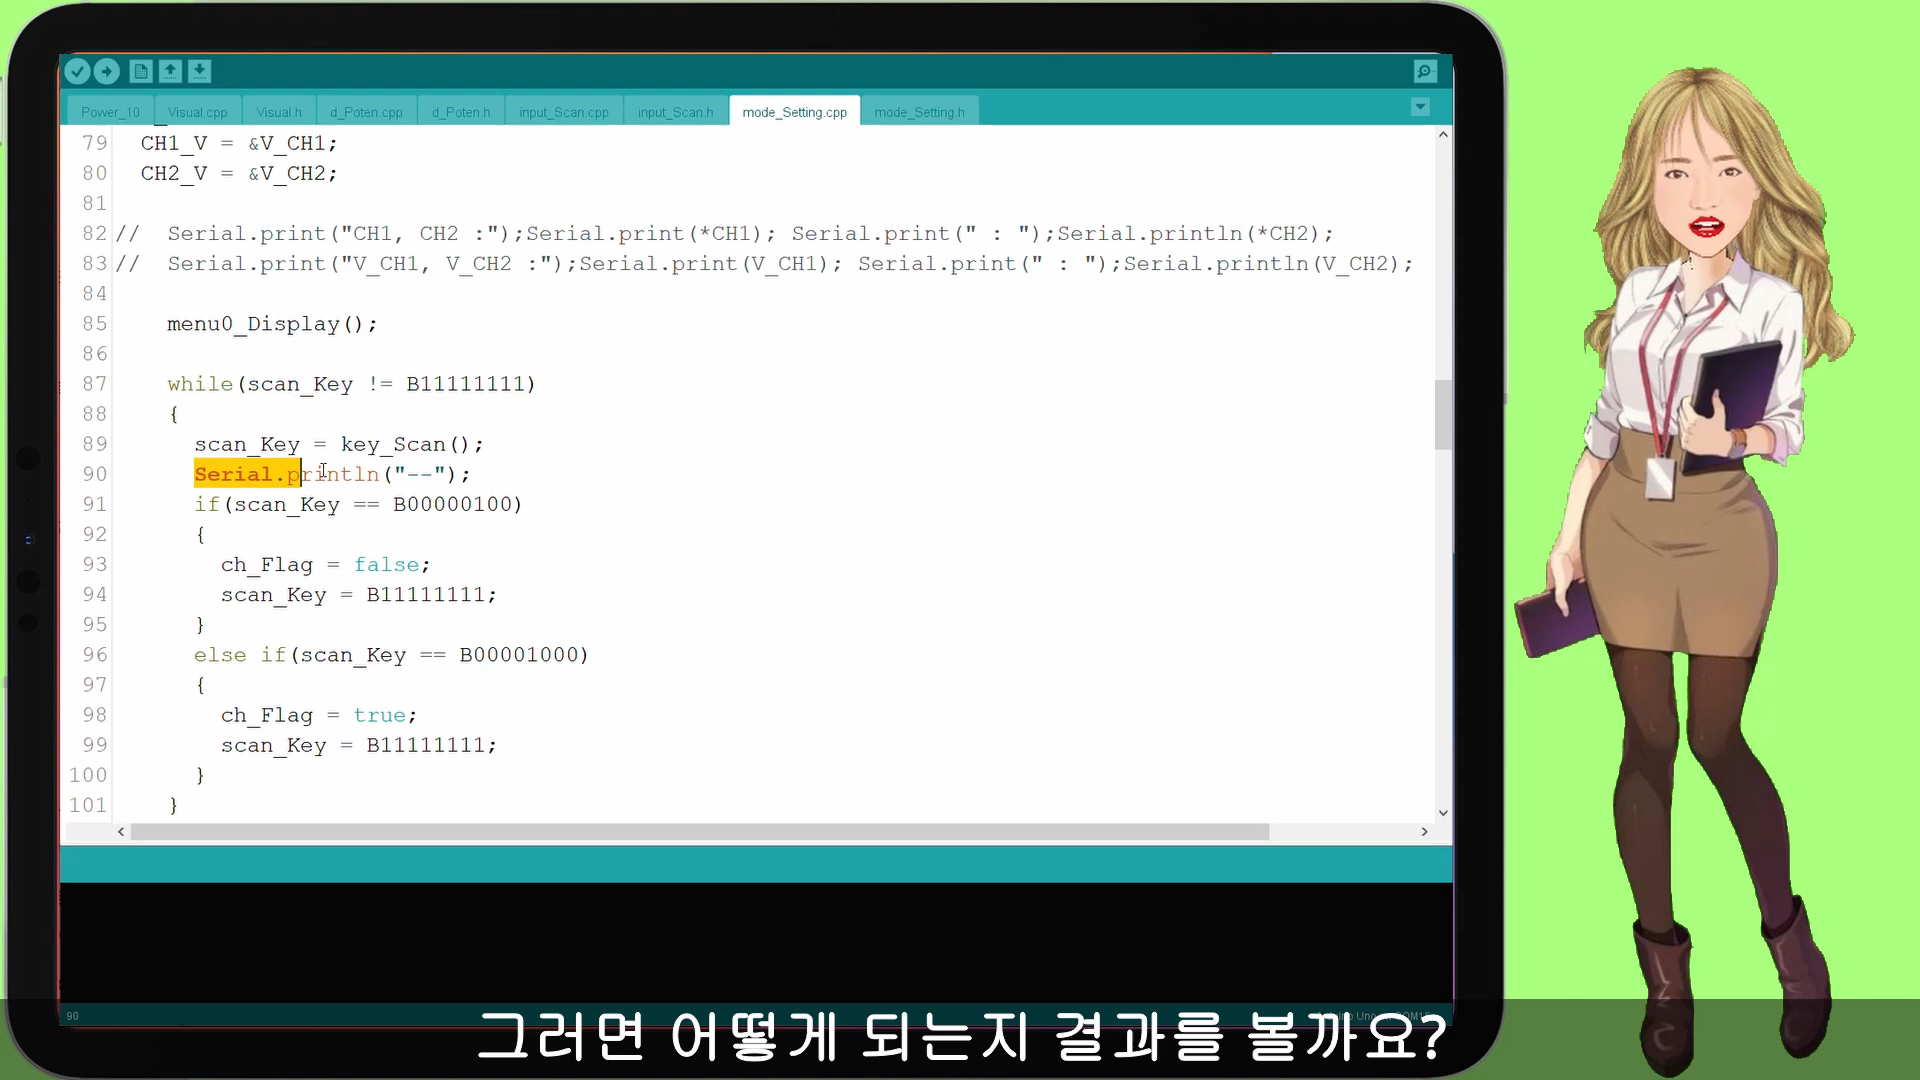 Power_10 Visual.cpp Visual.h d_Poten.cpp d_Poten.h input_Scan.cpp input_Scan.h mode_Setting.cpp mode_Setting.h
79 CH1_V = &V_CH1;
80 CH2_V = &V_CH2;
81
82 // Serial.print("CH1, CH2 :");Serial.print(*CH1); Serial.print(" : ");Serial.println(*CH2);
83 // Serial.print("V_CH1, V_CH2 :");Serial.print(V_CH1); Serial.print(" : ");Serial.println(V_CH2);
84
85 menu0_Display();
86
87 while(scan_Key != B11111111)
88 {
89 scan_Key = key_Scan();
90 Serial.println("--");
91 if(scan_Key == B00000100)
92 {
93 ch_Flag = false;
94 scan_Key = B11111111;
95 }
96 else if(scan_Key == B00001000)
97 {
98 ch_Flag = true;
99 scan_Key = B11111111;
100 }
101 }
90
그러면 어떻게 되는지 결과를 볼까요?